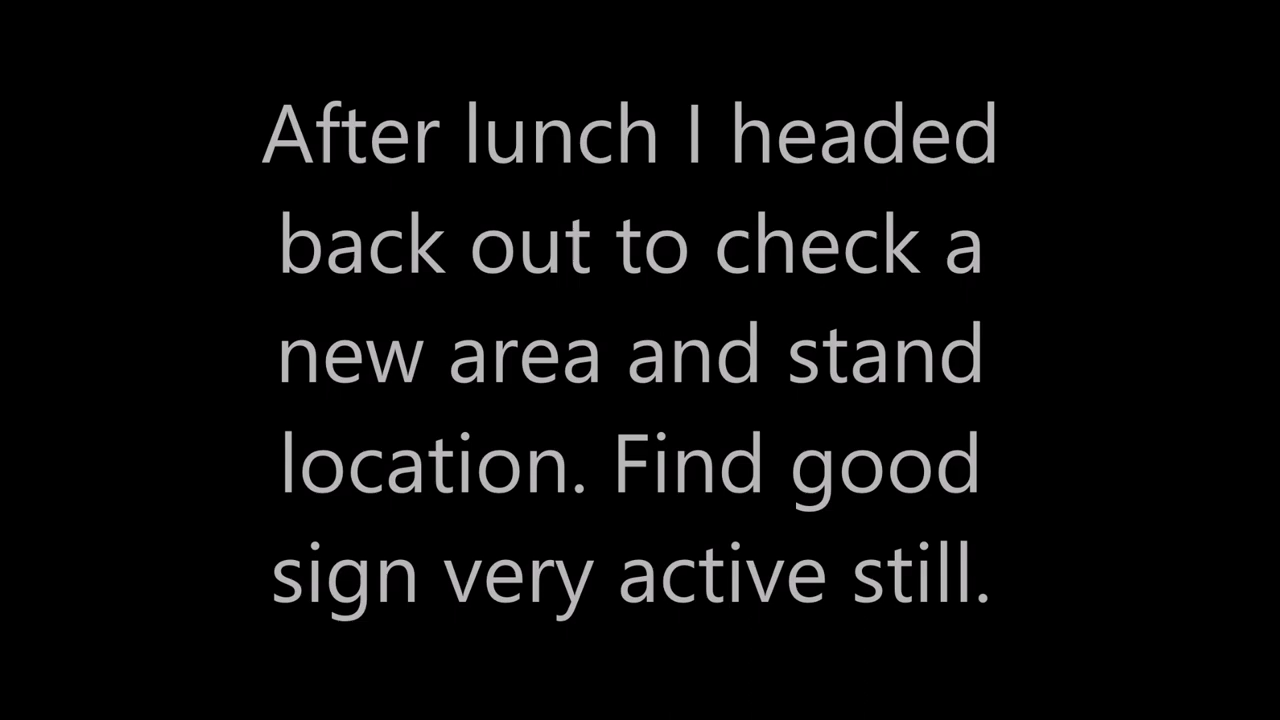 After lunch I headed
back out to check a
new area and stand
location. Find good
sign very active still.